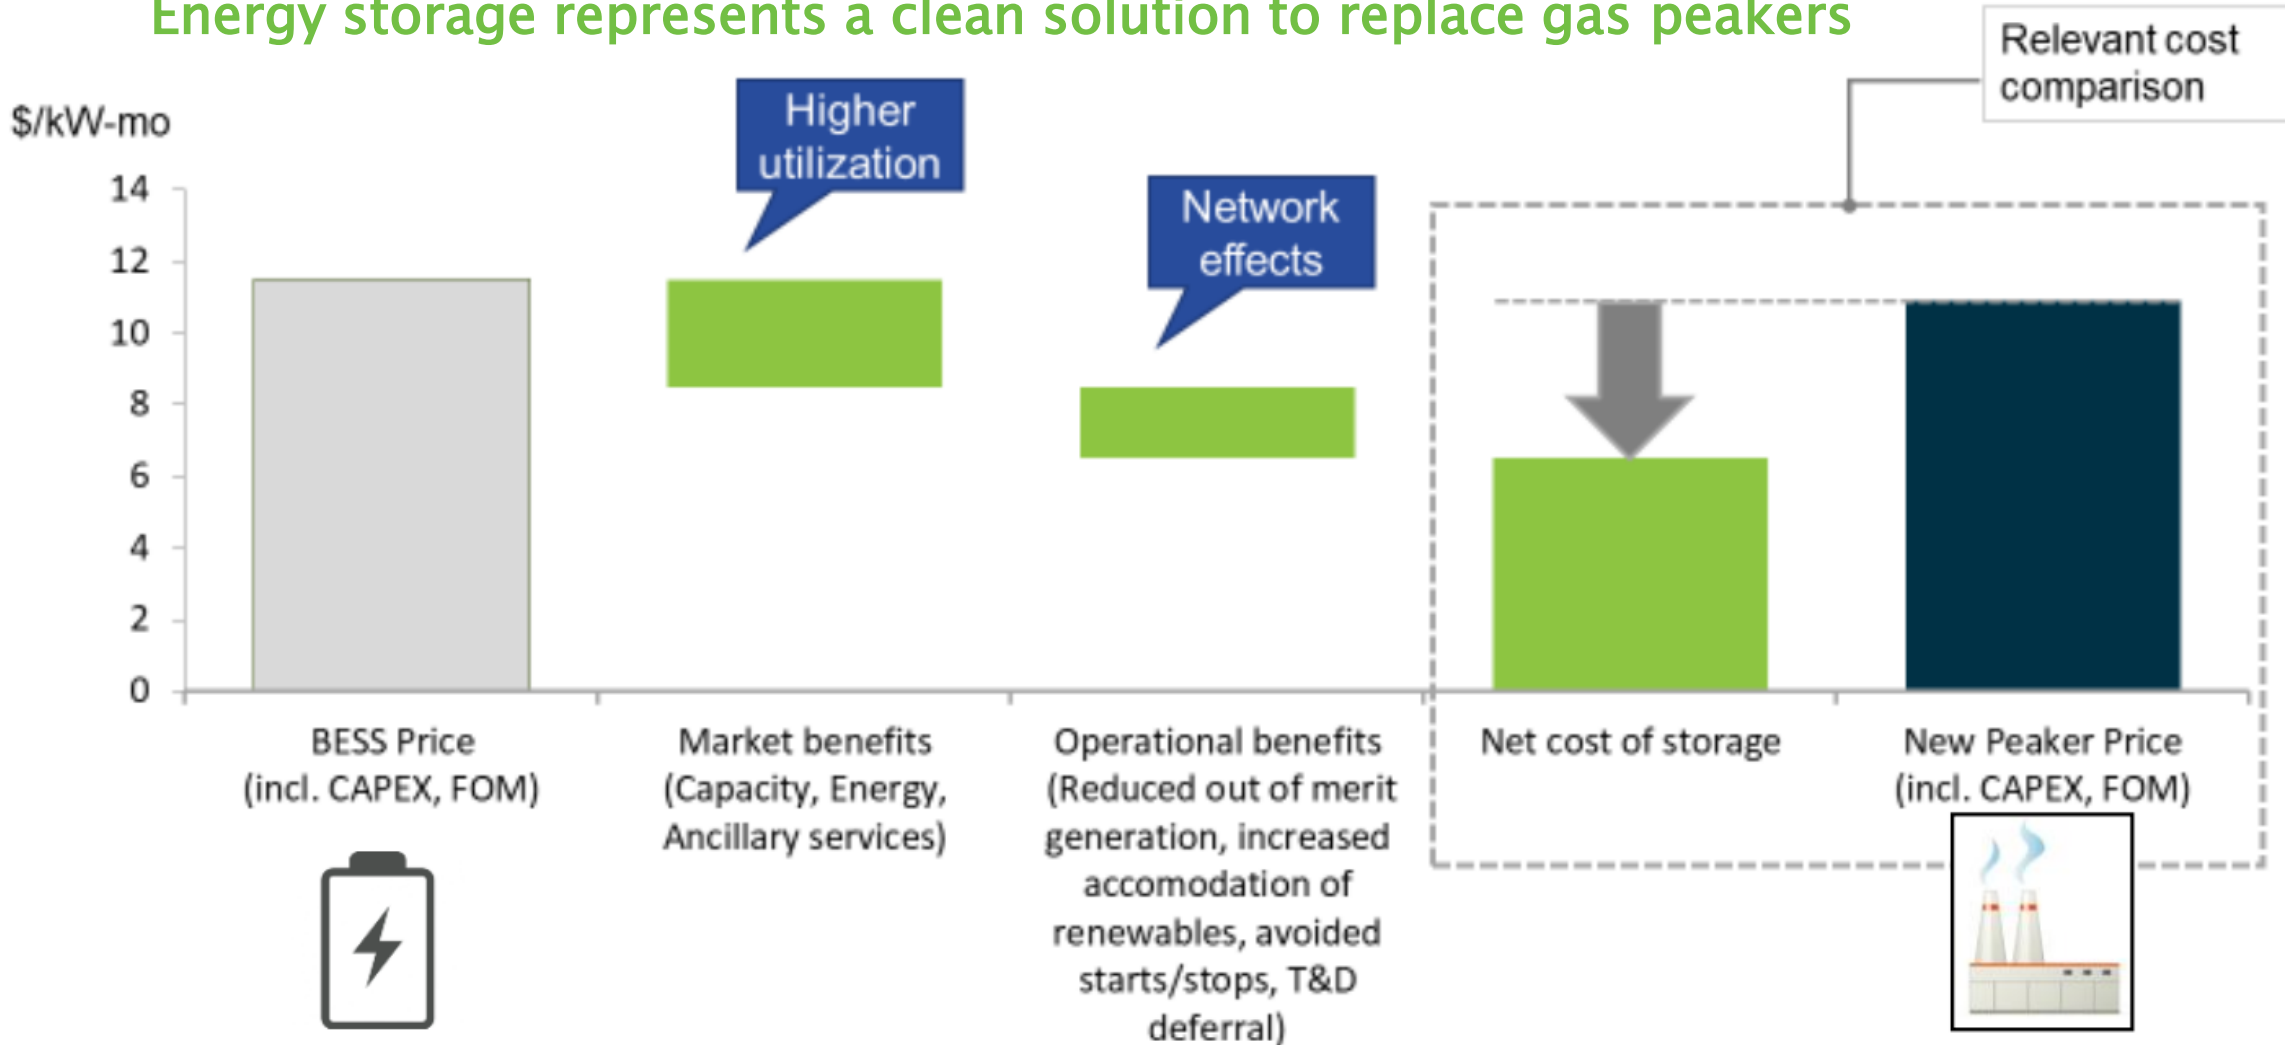 Energy storage represents a clean solution to replace gas peakers
Relevant cost
comparison
$/kW-mo
Higher
utilization
Network
effects
14
12
10
8
6
4
2
0
BESS Price
(incl. CAPEX, FOM)
Market benefits
(Capacity, Energy,
Ancillary services)
Operational benefits
(Reduced out of merit
generation, increased
accomodation of
renewables, avoided
starts/stops, T&D
deferral)
Net cost of storage
New Peaker Price
(incl. CAPEX, FOM)